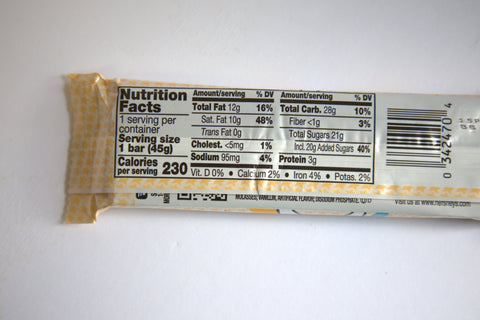 Nutrition
Facts
1 serving per
container
Serving size
1 bar (45g)
Calories
per serving 230
Amount/serving % DV
Total Fat 12g 16%
Sat. Fat 10g 48%
Trans Fat 0g
Cholest. <5mg 1%
Sodium 95mg 4%
Amount/serving % DV
Total Carb. 28g 10%
Fiber <1g 3%
Total Sugars 21g
Incl. 20g Added Sugars 40%
Protein 3g
Vit. D 0% • Calcium 2% • Iron 4% • Potas. 2%
0 342470 4
MOLASSES; VANILLIN, ARTIFICIAL FLAVOR; DISODIUM PHOSPHATE.
Visit us at www.hersheys.com